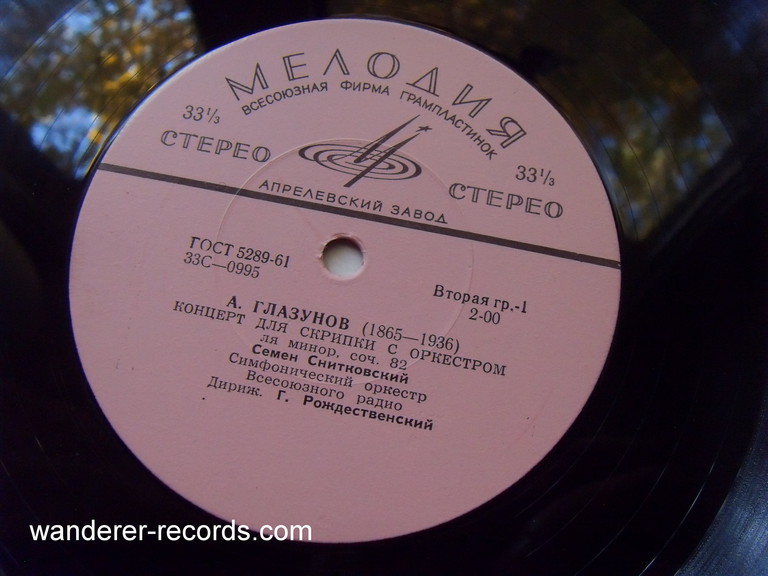 МЕЛОДИЯ
ВСЕСОЮЗНАЯ ФИРМА ГРАМПЛАСТИНОК
33⅓
33⅓
СТЕРЕО
СТЕРЕО
АПРЕЛЕВСКИЙ ЗАВОД
ГОСТ 5289-61
33С—0995
Вторая гр.-1
2-00
А. ГЛАЗУНОВ (1865—1936)
КОНЦЕРТ ДЛЯ СКРИПКИ С ОРКЕСТРОМ
ля минор, соч. 82
Семен Снитковский
Симфонический оркестр
Всесоюзного радио
Дириж. Г. Рождественский
wanderer-records.com